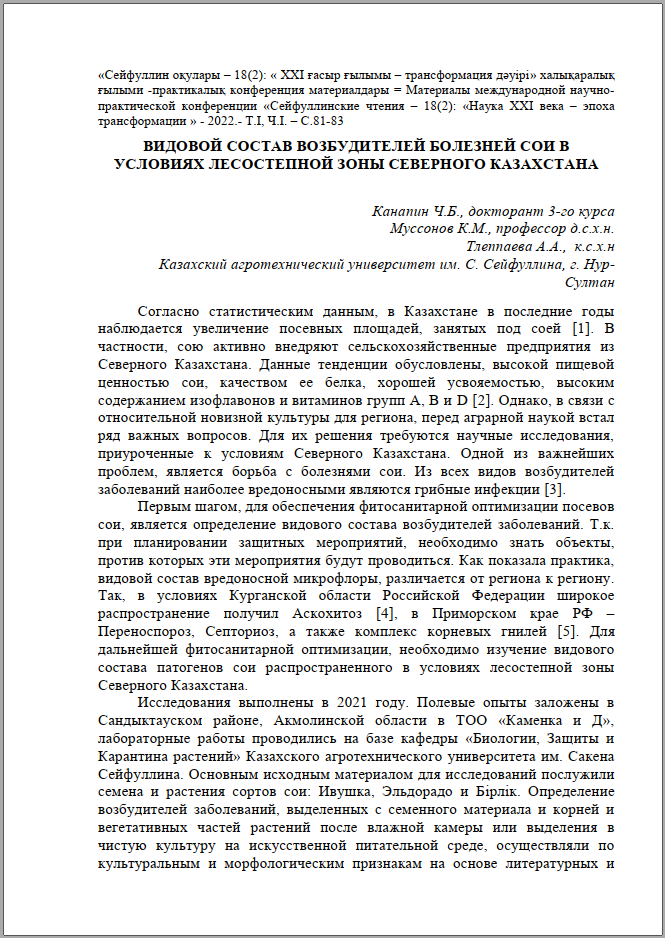 «Сейфуллин оқулары – 18(2): « XXI ғасыр ғылымы – трансформация дәуірі» халықаралық
ғылыми -практикалық конференция материалдары = Материалы международной научно-
практической конференции «Сейфуллинские чтения – 18(2): «Наука XXI века – эпоха
трансформации » - 2022.- Т.I, Ч.I. – С.81-83
ВИДОВОЙ СОСТАВ ВОЗБУДИТЕЛЕЙ БОЛЕЗНЕЙ СОИ В
УСЛОВИЯХ ЛЕСОСТЕПНОЙ ЗОНЫ СЕВЕРНОГО КАЗАХСТАНА
Канапин Ч.Б., докторант 3-го курса
Муссонов К.М., профессор д.с.х.н.
Тлеппаева А.А., к.с.х.н
Казахский агротехнический университет им. С. Сейфуллина, г. Нур-
Султан
Согласно статистическим данным, в Казахстане в последние годы
наблюдается увеличение посевных площадей, занятых под соей [1]. В
частности, сою активно внедряют сельскохозяйственные предприятия из
Северного Казахстана. Данные тенденции обусловлены, высокой пищевой
ценностью сои, качеством ее белка, хорошей усвояемостью, высоким
содержанием изофлавонов и витаминов групп А, В и D [2]. Однако, в связи с
относительной новизной культуры для региона, перед аграрной наукой встал
ряд важных вопросов. Для их решения требуются научные исследования,
приуроченные к условиям Северного Казахстана. Одной из важнейших
проблем, является борьба с болезнями сои. Из всех видов возбудителей
заболеваний наиболее вредоносными являются грибные инфекции [3].
Первым шагом, для обеспечения фитосанитарной оптимизации посевов
сои, является определение видового состава возбудителей заболеваний. Т.к.
при планировании защитных мероприятий, необходимо знать объекты,
против которых эти мероприятия будут проводиться. Как показала практика,
видовой состав вредоносной микрофлоры, различается от региона к региону.
Так, в условиях Курганской области Российской Федерации широкое
распространение получил Аскохитоз [4], в Приморском крае РФ –
Переноспороз, Септориоз, а также комплекс корневых гнилей [5]. Для
дальнейшей фитосанитарной оптимизации, необходимо изучение видового
состава патогенов сои распространенного в условиях лесостепной зоны
Северного Казахстана.
Исследования выполнены в 2021 году. Полевые опыты заложены в
Сандыктауском районе, Акмолинской области в ТОО «Каменка и Д»,
лабораторные работы проводились на базе кафедры «Биологии, Защиты и
Карантина растений» Казахского агротехнического университета им. Сакена
Сейфуллина. Основным исходным материалом для исследований послужили
семена и растения сортов сои: Ивушка, Эльдорадо и Бірлік. Определение
возбудителей заболеваний, выделенных с семенного материала и корней и
вегетативных частей растений после влажной камеры или выделения в
чистую культуру на искусственной питательной среде, осуществляли по
культуральным и морфологическим признакам на основе литературных и